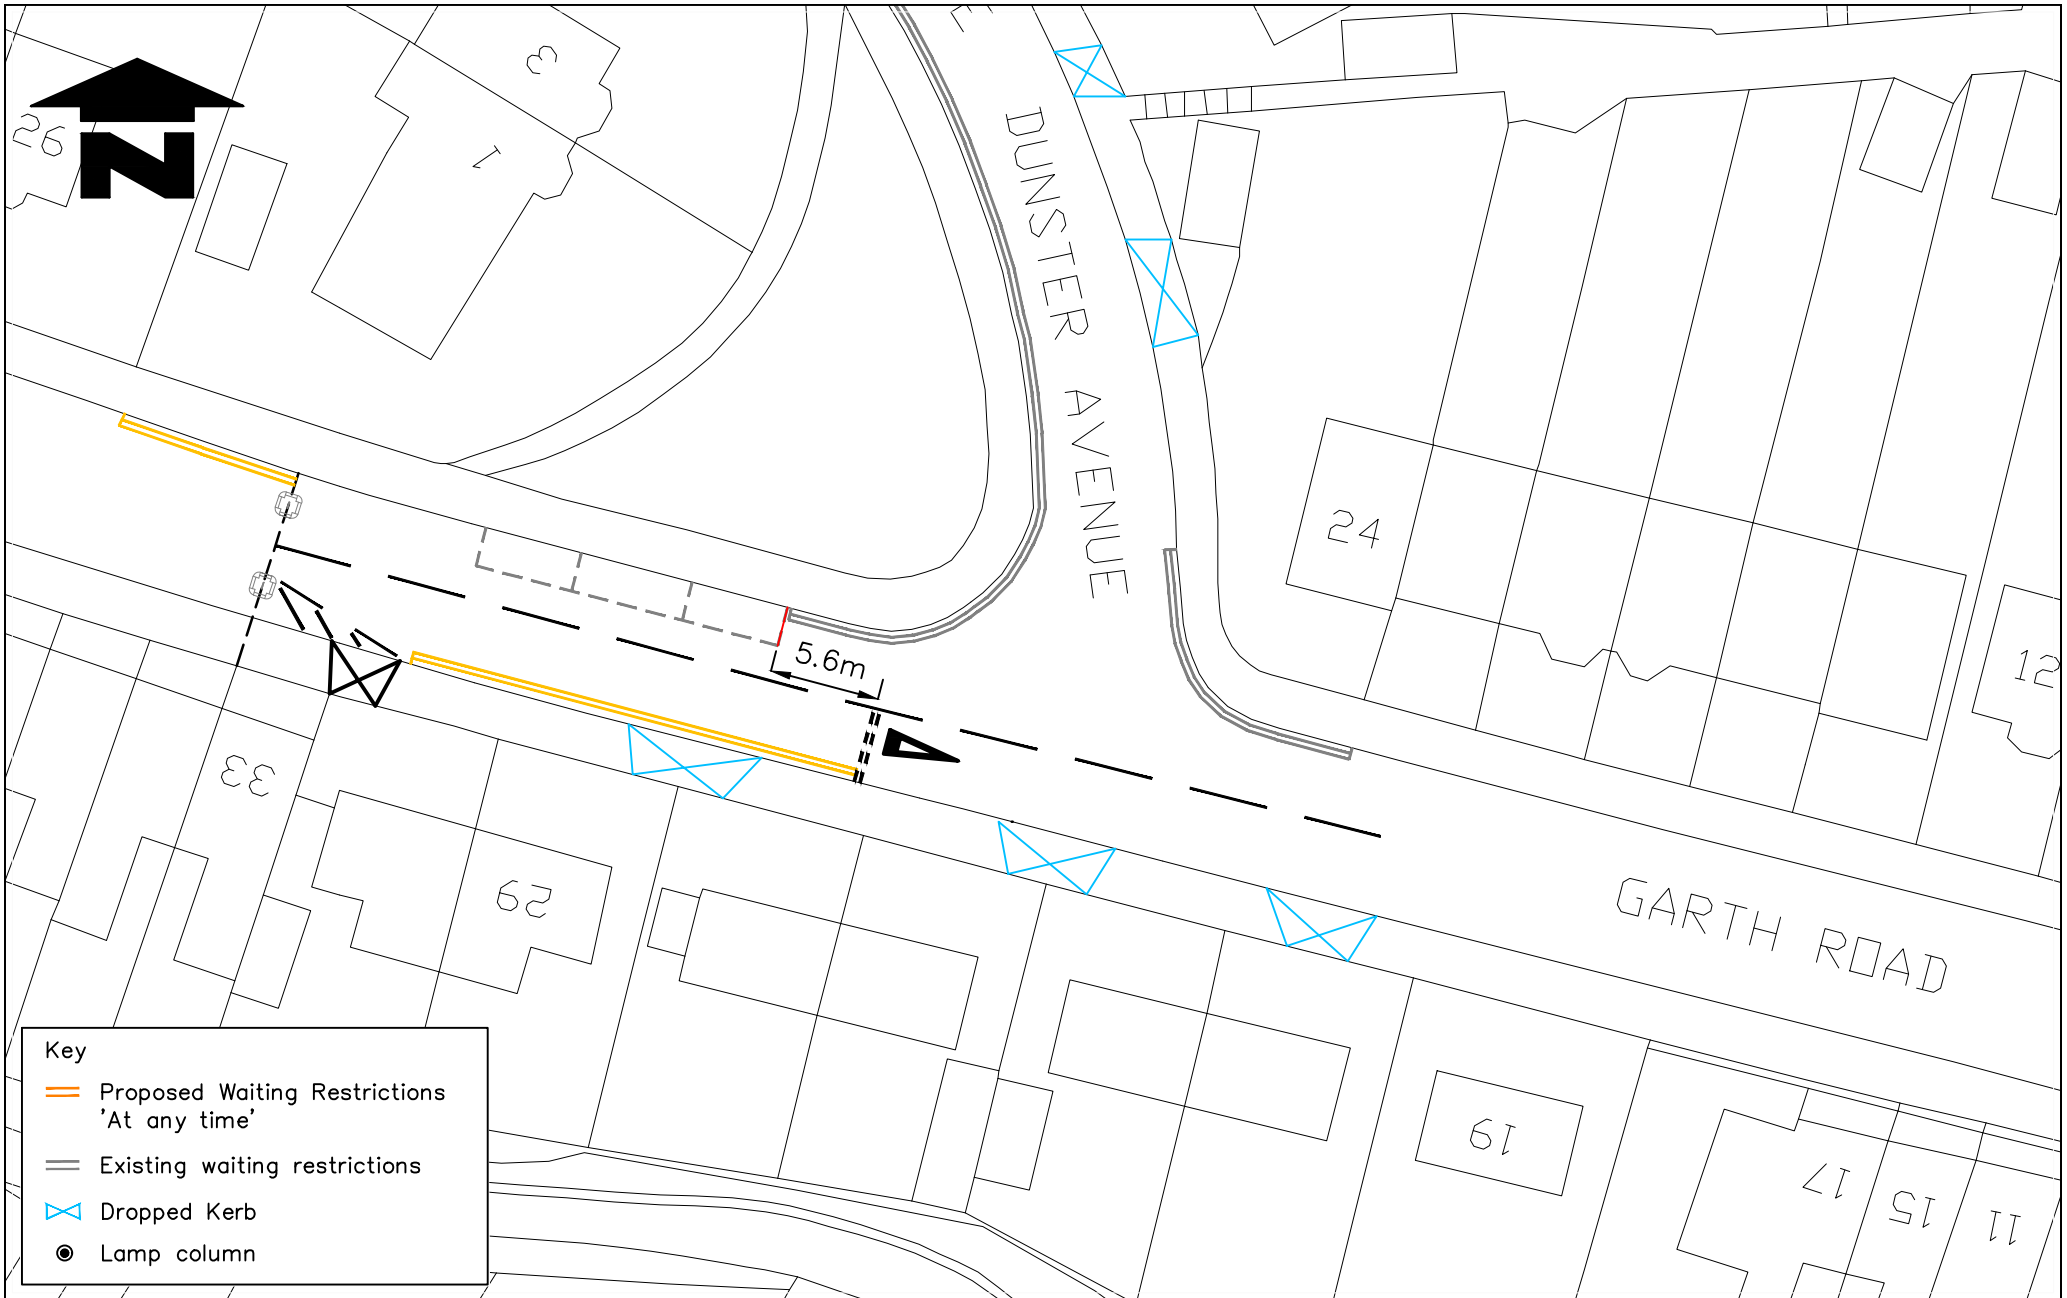 3
26
1
N
DUNSTER AVENUE
24
12
5.6m
33
29
GARTH ROAD
19
17
15
11
Key
Proposed Waiting Restrictions
'At any time'
Existing waiting restrictions
Dropped Kerb
Lamp column